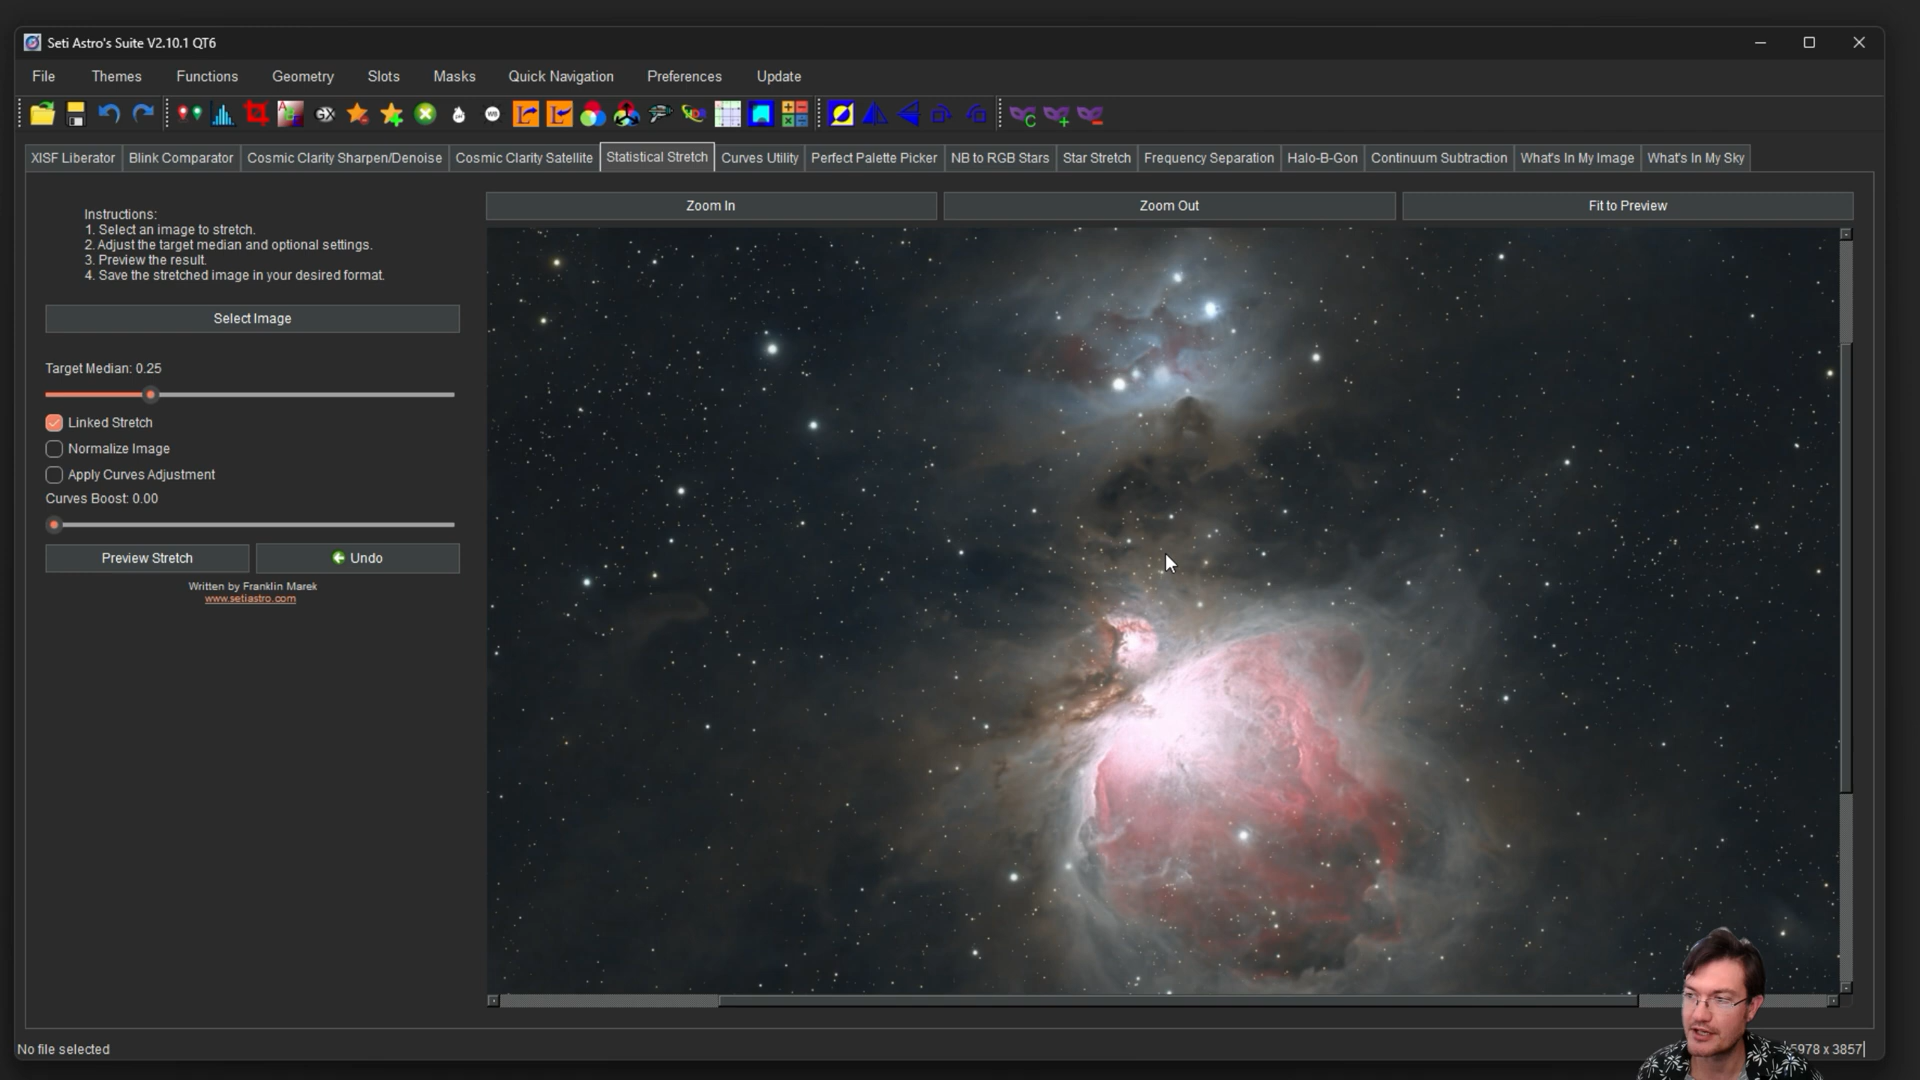 Seti Astro's Suite V2.10.1 QT6
File Themes Functions Geometry Slots Masks Quick Navigation Preferences Update
XISF Liberator Blink Comparator Cosmic Clarity Sharpen/Denoise Cosmic Clarity Satellite Statistical Stretch Curves Utility Perfect Palette Picker NB to RGB Stars Star Stretch Frequency Separation Halo-B-Gon Continuum Subtraction What's In My Image What's In My Sky
Zoom In Zoom Out Fit to Preview
Instructions:
1. Select an image to stretch.
2. Adjust the target median and optional settings.
3. Preview the result.
4. Save the stretched image in your desired format.
Select Image
Target Median: 0.25
Linked Stretch
Normalize Image
Apply Curves Adjustment
Curves Boost: 0.00
Preview Stretch Undo
Written by Franklin Marek
www.setiastro.com
No file selected
5978 x 3857